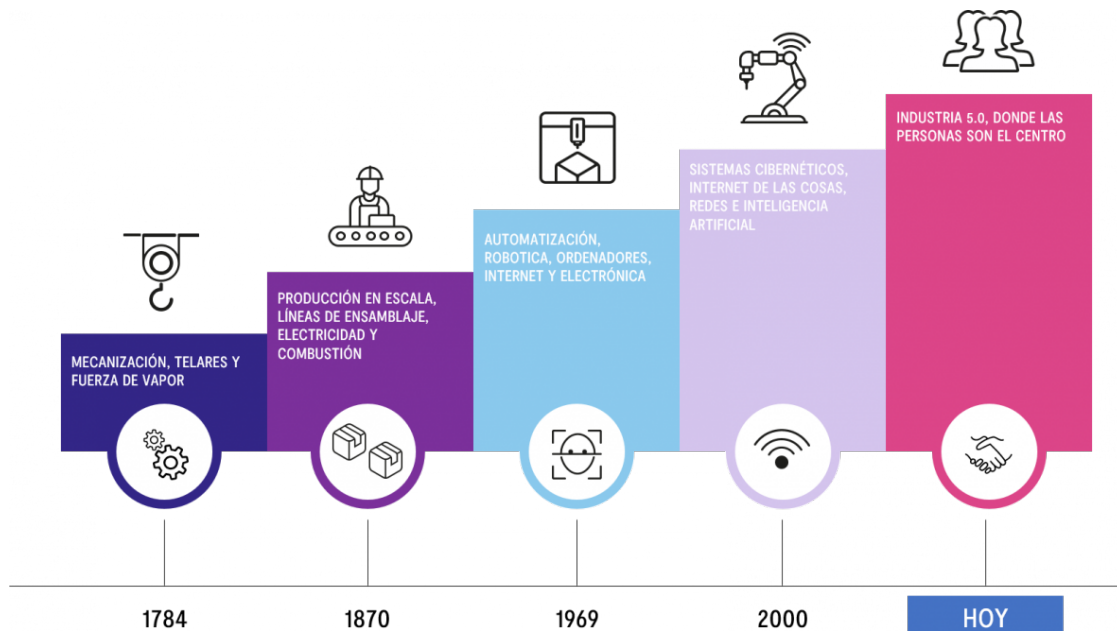 MECANIZACIÓN, TELARES Y
FUERZA DE VAPOR
PRODUCCIÓN EN ESCALA,
LÍNEAS DE ENSAMBLAJE,
ELECTRICIDAD Y
COMBUSTIÓN
AUTOMATIZACIÓN,
ROBOTICA, ORDENADORES,
INTERNET Y ELECTRÓNICA
SISTEMAS CIBERNÉTICOS,
INTERNET DE LAS COSAS,
REDES E INTELIGENCIA
ARTIFICIAL
INDUSTRIA 5.0, DONDE LAS
PERSONAS SON EL CENTRO
1784
1870
1969
2000
HOY